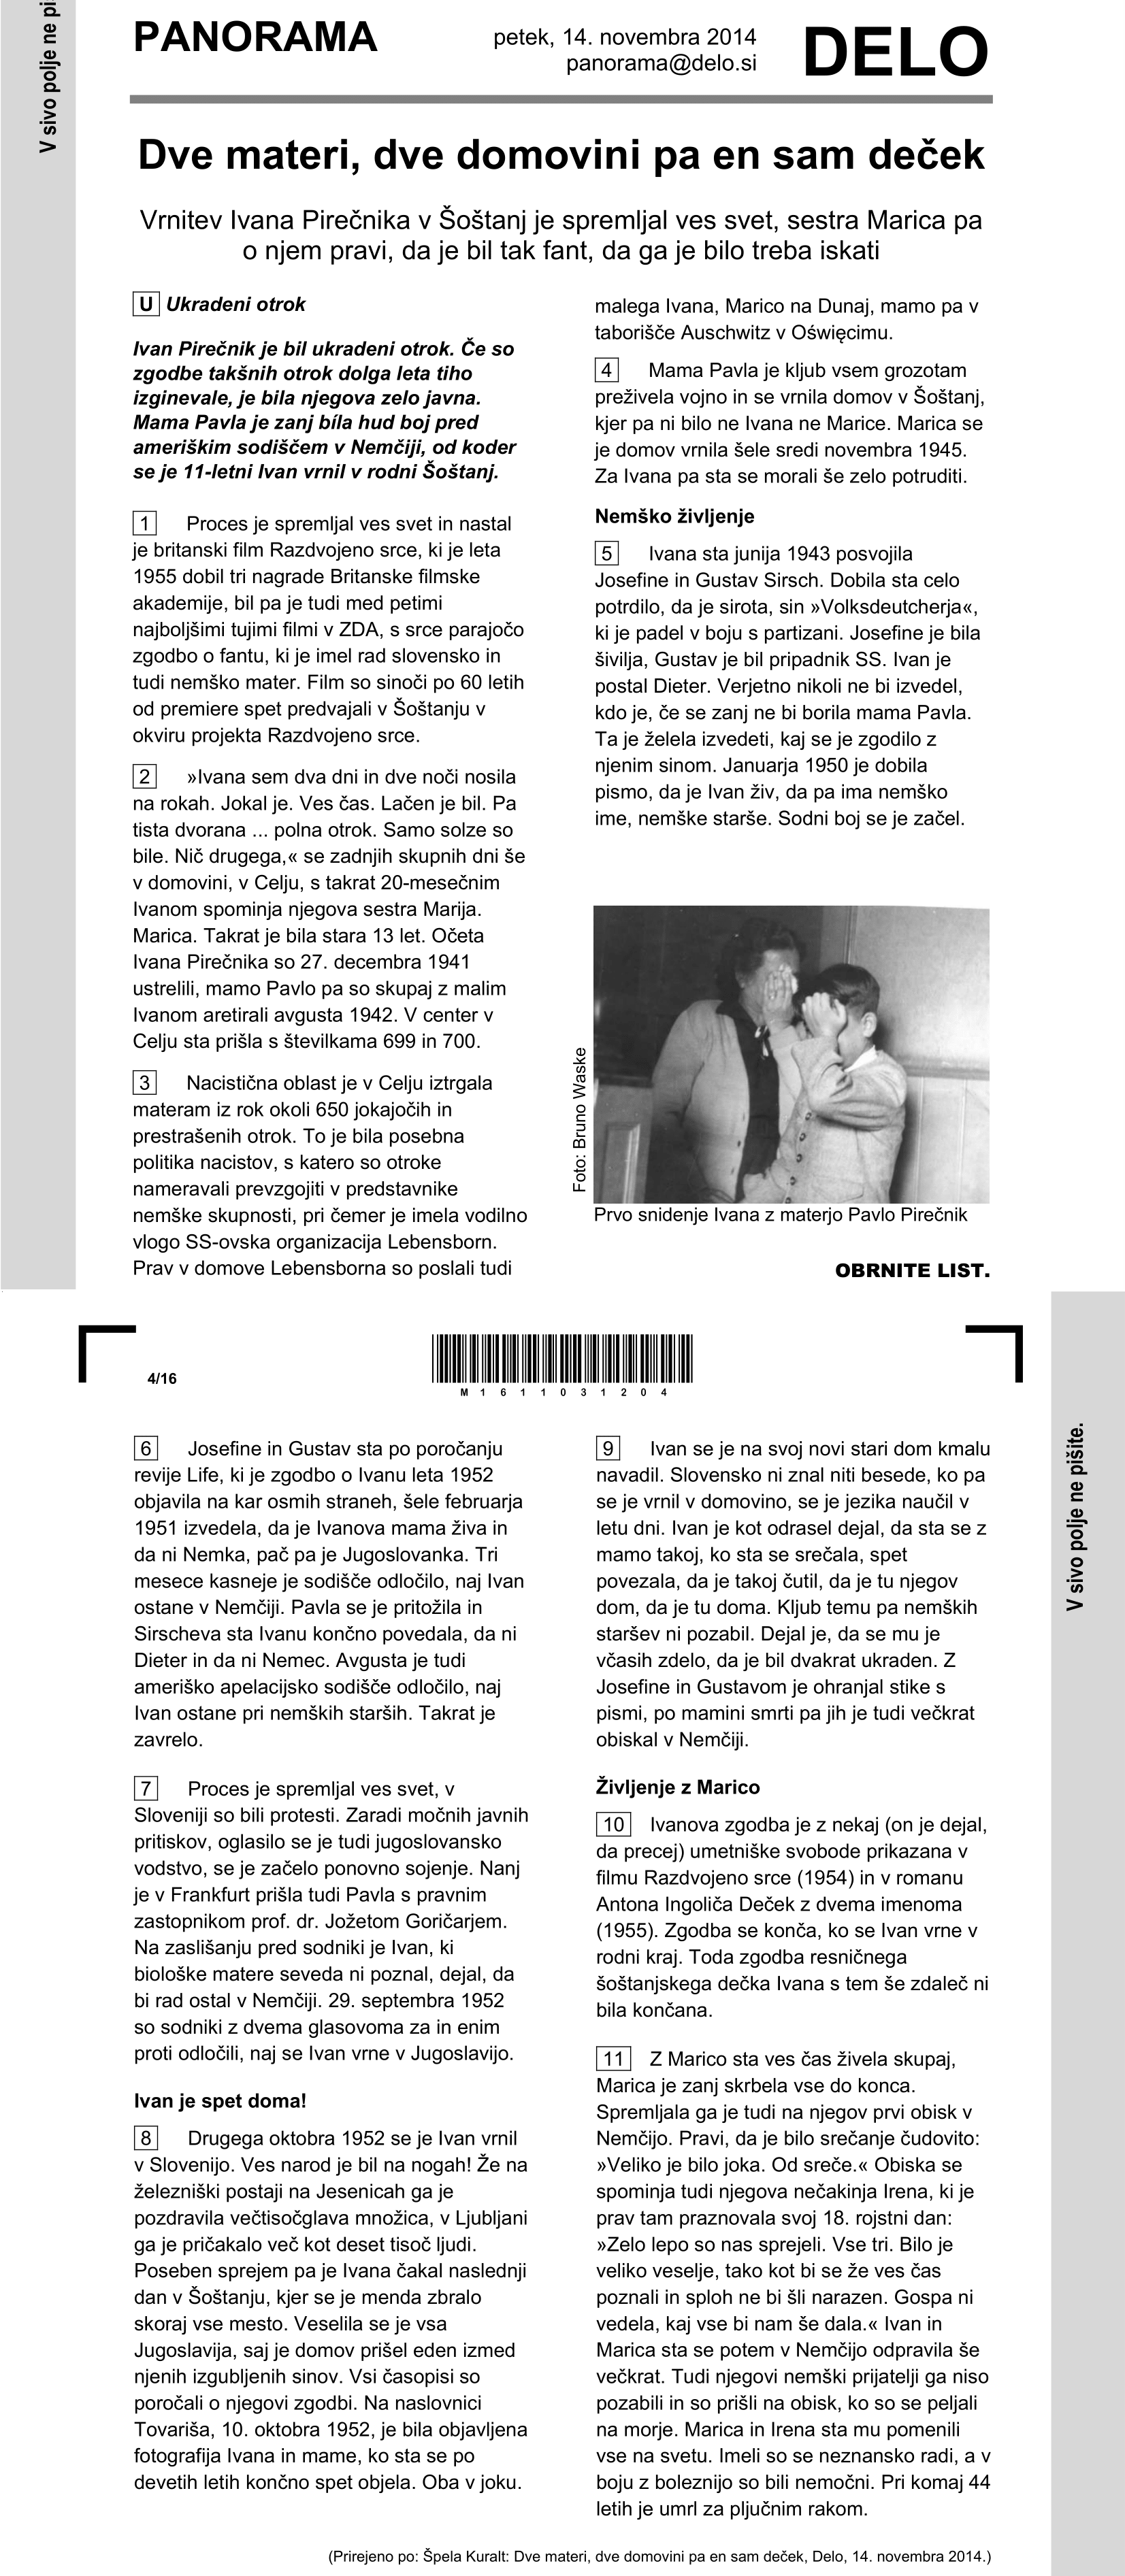 V sivo polje ne pi
PANORAMA
petek, 14. novembra 2014
panorama@delo.si
DELO
Dve materi, dve domovini pa en sam deček
Vrnitev Ivana Pirečnika v Šoštanj je spremljal ves svet, sestra Marica pa
o njem pravi, da je bil tak fant, da ga je bilo treba iskati
U Ukradeni otrok
Ivan Pirečnik je bil ukradeni otrok. Če so
zgodbe takšnih otrok dolga leta tiho
izginevale, je bila njegova zelo javna.
Mama Pavla je zanj bíla hud boj pred
ameriškim sodiščem v Nemčiji, od koder
se je 11-letni Ivan vrnil v rodni Šoštanj.
1 Proces je spremljal ves svet in nastal
je britanski film Razdvojeno srce, ki je leta
1955 dobil tri nagrade Britanske filmske
akademije, bil pa je tudi med petimi
najboljšimi tujimi filmi v ZDA, s srce parajočo
zgodbo o fantu, ki je imel rad slovensko in
tudi nemško mater. Film so sinoči po 60 letih
od premiere spet predvajali v Šoštanju v
okviru projekta Razdvojeno srce.
2 »Ivana sem dva dni in dve noči nosila
na rokah. Jokal je. Ves čas. Lačen je bil. Pa
tista dvorana ... polna otrok. Samo solze so
bile. Nič drugega,« se zadnjih skupnih dni še
v domovini, v Celju, s takrat 20-mesečnim
Ivanom spominja njegova sestra Marija.
Marica. Takrat je bila stara 13 let. Očeta
Ivana Pirečnika so 27. decembra 1941
ustrelili, mamo Pavlo pa so skupaj z malim
Ivanom aretirali avgusta 1942. V center v
Celju sta prišla s številkama 699 in 700.
3 Nacistična oblast je v Celju iztrgala
materam iz rok okoli 650 jokajočih in
prestrašenih otrok. To je bila posebna
politika nacistov, s katero so otroke
nameravali prevzgojiti v predstavnike
nemške skupnosti, pri čemer je imela vodilno
vlogo SS-ovska organizacija Lebensborn.
Prav v domove Lebensborna so poslali tudi
malega Ivana, Marico na Dunaj, mamo pa v
taborišče Auschwitz v Oświęcimu.
4 Mama Pavla je kljub vsem grozotam
preživela vojno in se vrnila domov v Šoštanj,
kjer pa ni bilo ne Ivana ne Marice. Marica se
je domov vrnila šele sredi novembra 1945.
Za Ivana pa sta se morali še zelo potruditi.
Nemško življenje
5 Ivana sta junija 1943 posvojila
Josefine in Gustav Sirsch. Dobila sta celo
potrdilo, da je sirota, sin »Volksdeutcherja«,
ki je padel v boju s partizani. Josefine je bila
šivilja, Gustav je bil pripadnik SS. Ivan je
postal Dieter. Verjetno nikoli ne bi izvedel,
kdo je, če se zanj ne bi borila mama Pavla.
Ta je želela izvedeti, kaj se je zgodilo z
njenim sinom. Januarja 1950 je dobila
pismo, da je Ivan živ, da pa ima nemško
ime, nemške starše. Sodni boj se je začel.
Foto: Bruno Waske
Prvo snidenje Ivana z materjo Pavlo Pirečnik
OBRNITE LIST.
4/16
M 1 6 1 1 0 3 1 2 0 4
V sivo polje ne pišite.
6 Josefine in Gustav sta po poročanju
revije Life, ki je zgodbo o Ivanu leta 1952
objavila na kar osmih straneh, šele februarja
1951 izvedela, da je Ivanova mama živa in
da ni Nemka, pač pa je Jugoslovanka. Tri
mesece kasneje je sodišče odločilo, naj Ivan
ostane v Nemčiji. Pavla se je pritožila in
Sirscheva sta Ivanu končno povedala, da ni
Dieter in da ni Nemec. Avgusta je tudi
ameriško apelacijsko sodišče odločilo, naj
Ivan ostane pri nemških starših. Takrat je
zavrelo.
7 Proces je spremljal ves svet, v
Sloveniji so bili protesti. Zaradi močnih javnih
pritiskov, oglasilo se je tudi jugoslovansko
vodstvo, se je začelo ponovno sojenje. Nanj
je v Frankfurt prišla tudi Pavla s pravnim
zastopnikom prof. dr. Jožetom Goričarjem.
Na zaslišanju pred sodniki je Ivan, ki
biološke matere seveda ni poznal, dejal, da
bi rad ostal v Nemčiji. 29. septembra 1952
so sodniki z dvema glasovoma za in enim
proti odločili, naj se Ivan vrne v Jugoslavijo.
Ivan je spet doma!
8 Drugega oktobra 1952 se je Ivan vrnil
v Slovenijo. Ves narod je bil na nogah! Že na
železniški postaji na Jesenicah ga je
pozdravila večtisočglava množica, v Ljubljani
ga je pričakalo več kot deset tisoč ljudi.
Poseben sprejem pa je Ivana čakal naslednji
dan v Šoštanju, kjer se je menda zbralo
skoraj vse mesto. Veselila se je vsa
Jugoslavija, saj je domov prišel eden izmed
njenih izgubljenih sinov. Vsi časopisi so
poročali o njegovi zgodbi. Na naslovnici
Tovariša, 10. oktobra 1952, je bila objavljena
fotografija Ivana in mame, ko sta se po
devetih letih končno spet objela. Oba v joku.
9 Ivan se je na svoj novi stari dom kmalu
navadil. Slovensko ni znal niti besede, ko pa
se je vrnil v domovino, se je jezika naučil v
letu dni. Ivan je kot odrasel dejal, da sta se z
mamo takoj, ko sta se srečala, spet
povezala, da je takoj čutil, da je tu njegov
dom, da je tu doma. Kljub temu pa nemških
staršev ni pozabil. Dejal je, da se mu je
včasih zdelo, da je bil dvakrat ukraden. Z
Josefine in Gustavom je ohranjal stike s
pismi, po mamini smrti pa jih je tudi večkrat
obiskal v Nemčiji.
Življenje z Marico
10 Ivanova zgodba je z nekaj (on je dejal,
da precej) umetniške svobode prikazana v
filmu Razdvojeno srce (1954) in v romanu
Antona Ingoliča Deček z dvema imenoma
(1955). Zgodba se konča, ko se Ivan vrne v
rodni kraj. Toda zgodba resničnega
šoštanjskega dečka Ivana s tem še zdaleč ni
bila končana.
11 Z Marico sta ves čas živela skupaj,
Marica je zanj skrbela vse do konca.
Spremljala ga je tudi na njegov prvi obisk v
Nemčijo. Pravi, da je bilo srečanje čudovito:
»Veliko je bilo joka. Od sreče.« Obiska se
spominja tudi njegova nečakinja Irena, ki je
prav tam praznovala svoj 18. rojstni dan:
»Zelo lepo so nas sprejeli. Vse tri. Bilo je
veliko veselje, tako kot bi se že ves čas
poznali in sploh ne bi šli narazen. Gospa ni
vedela, kaj vse bi nam še dala.« Ivan in
Marica sta se potem v Nemčijo odpravila še
večkrat. Tudi njegovi nemški prijatelji ga niso
pozabili in so prišli na obisk, ko so se peljali
na morje. Marica in Irena sta mu pomenili
vse na svetu. Imeli so se neznansko radi, a v
boju z boleznijo so bili nemočni. Pri komaj 44
letih je umrl za pljučnim rakom.
(Prirejeno po: Špela Kuralt: Dve materi, dve domovini pa en sam deček, Delo, 14. novembra 2014.)